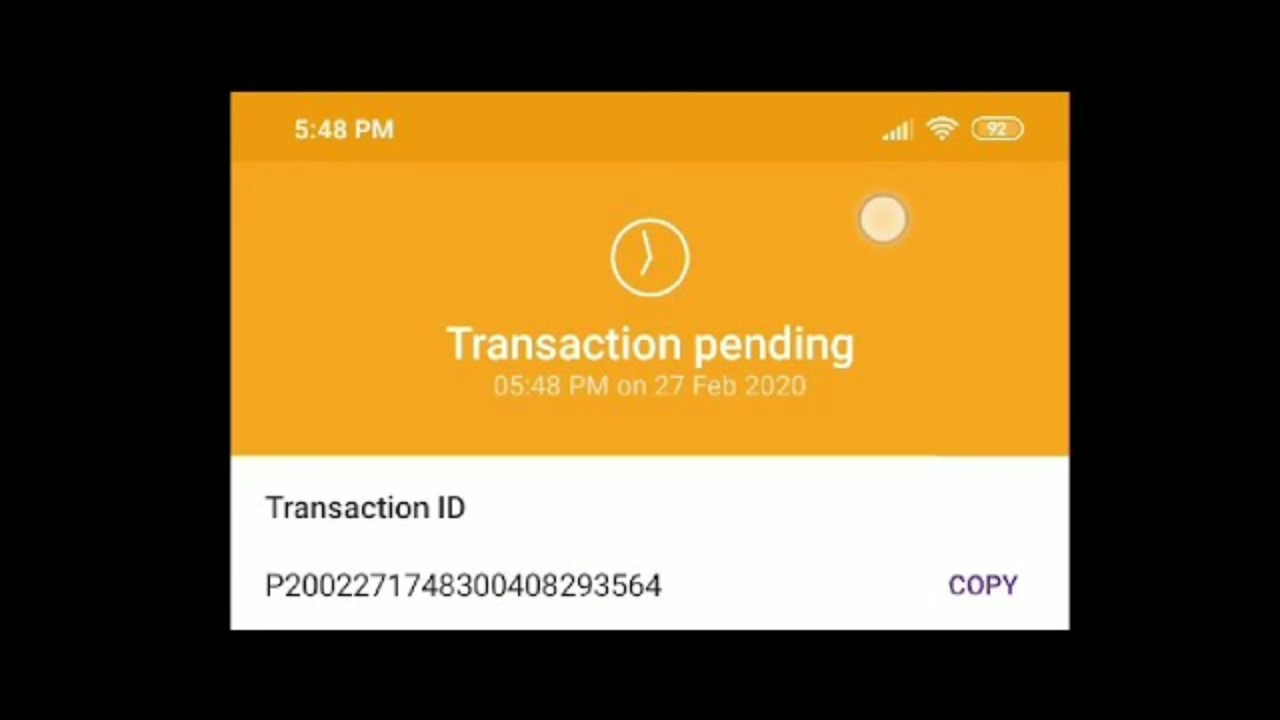 5:48 PM 92
Transaction pending
05:48 PM on 27 Feb 2020
Transaction ID
P2002271748300408293564 COPY